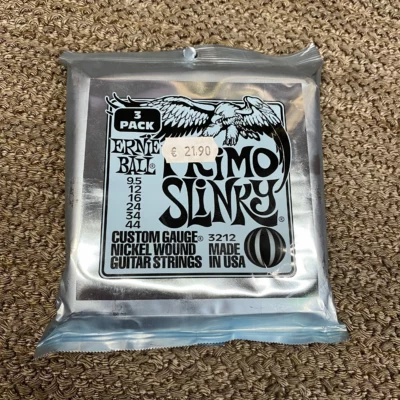 3
PACK
ERNIE
BALL
€ 21.90
PRIMO
SLINKY®
9.5
12
16
24
34
44
CUSTOM GAUGE® 3212 MADE
NICKEL WOUND IN USA
GUITAR STRINGS